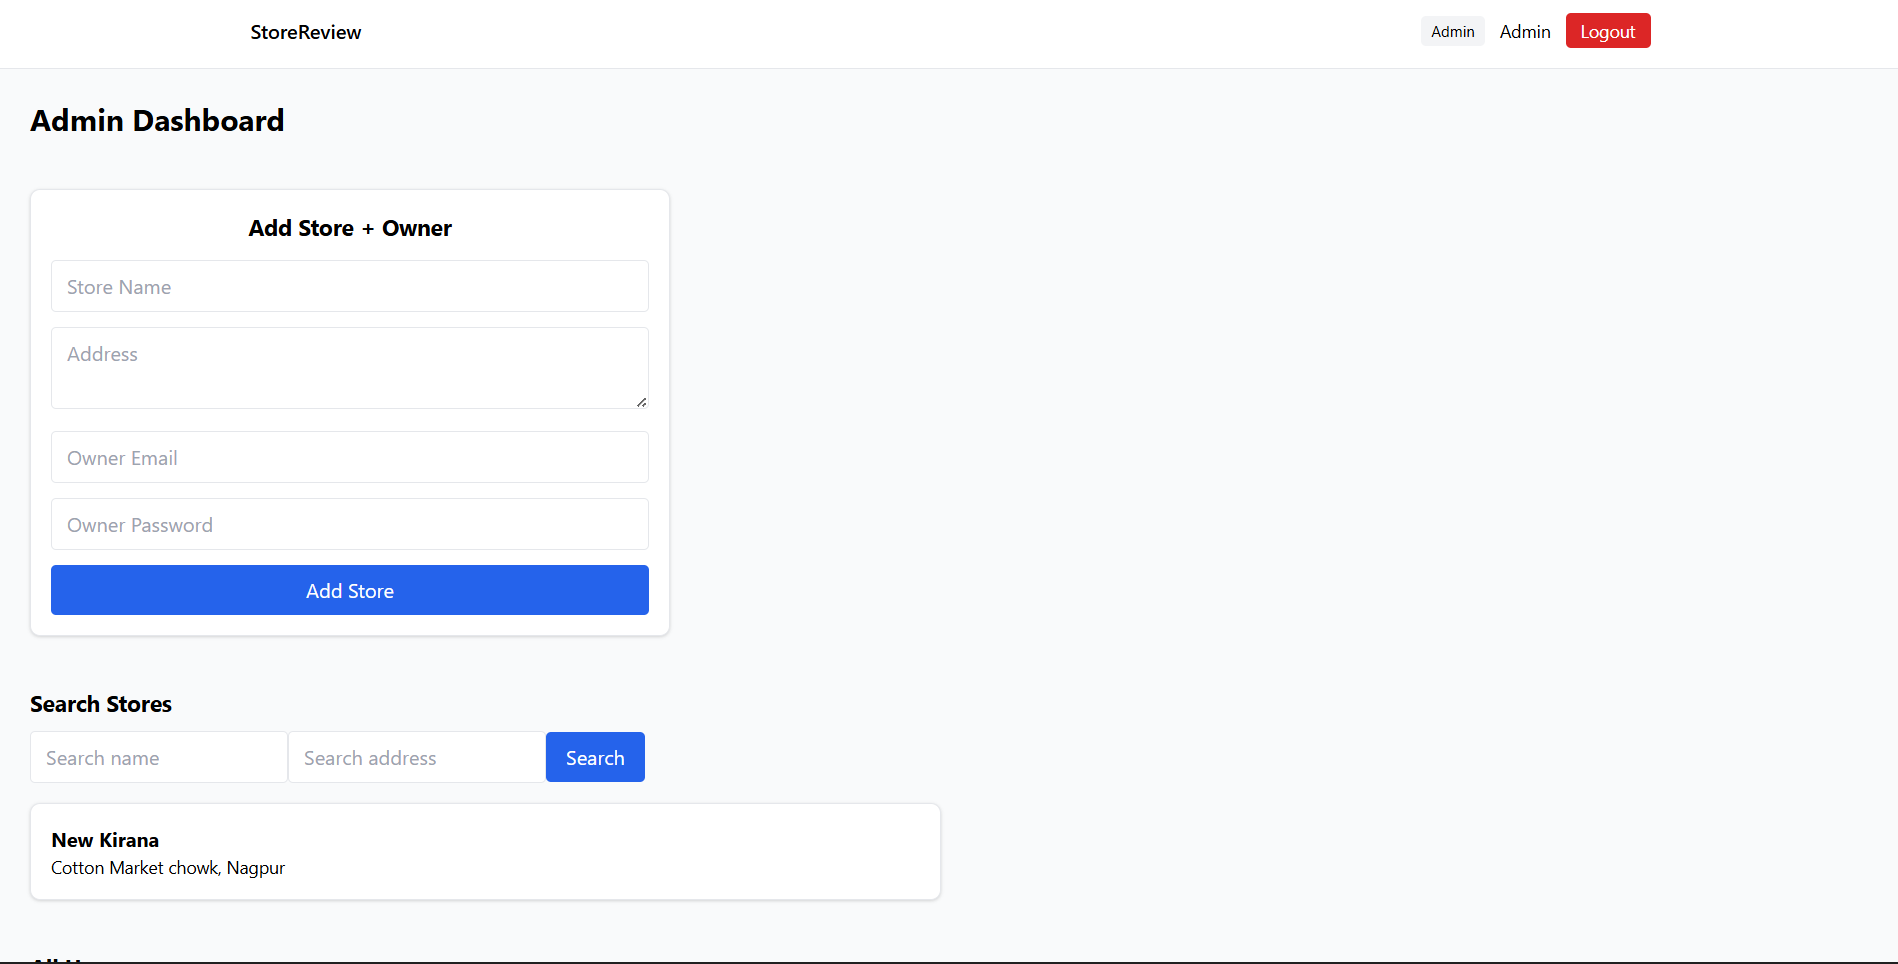 StoreReview
Admin Admin Logout
Admin Dashboard
Add Store + Owner
Store Name
Address
Owner Email
Owner Password
Add Store
Search Stores
Search name Search address Search
New Kirana
Cotton Market chowk, Nagpur